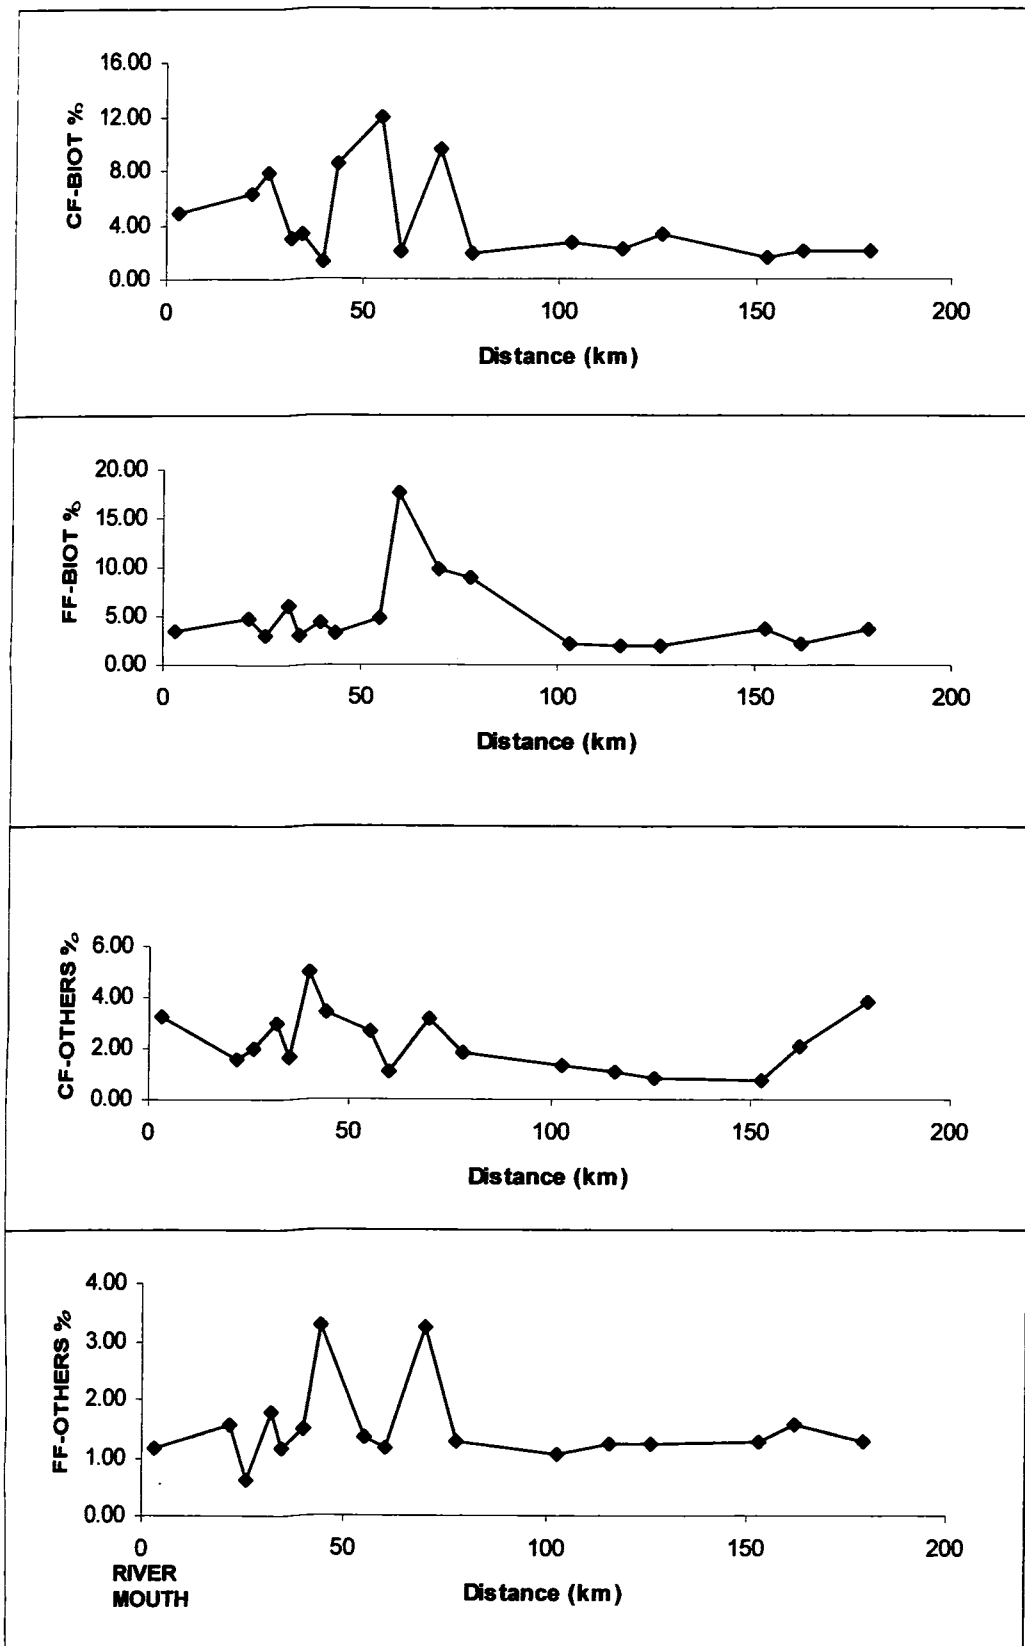 16.00
12.00
8.00
4.00
0.00
CF-BIOT %
0 50 100 150 200
Distance (km)
20.00
15.00
10.00
5.00
0.00
FF-BIOT %
0 50 100 150 200
Distance (km)
6.00
4.00
2.00
0.00
CF-OTHERS %
0 50 100 150 200
Distance (km)
4.00
3.00
2.00
1.00
0.00
FF-OTHERS %
0 50 100 150 200
RIVER
MOUTH
Distance (km)